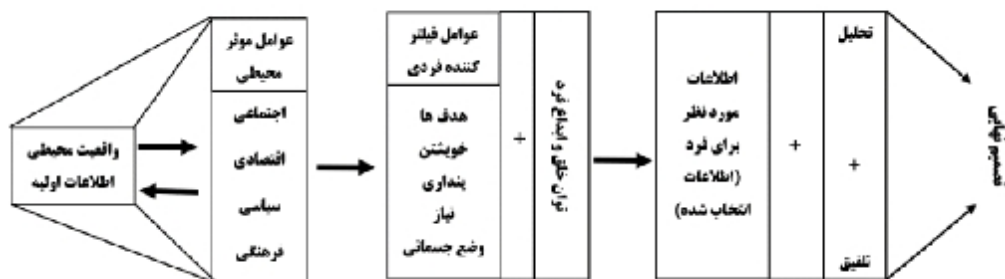 واقعیت محیطی
اطلاعات اولیه
عوامل موثر
محیطی
اجتماعی
اقتصادی
سیاسی
فرهنگی
عوامل فیلتر
کننده فردی
هدف ها
خویشتن
پنداری
نیاز
وضع جسمانی
+
توان خلق و ابداع فرد
اطلاعات
مورد نظر
برای فرد
(اطلاعات
انتخاب شده)
+
تحلیل
+
تلفیق
تصمیم نهایی